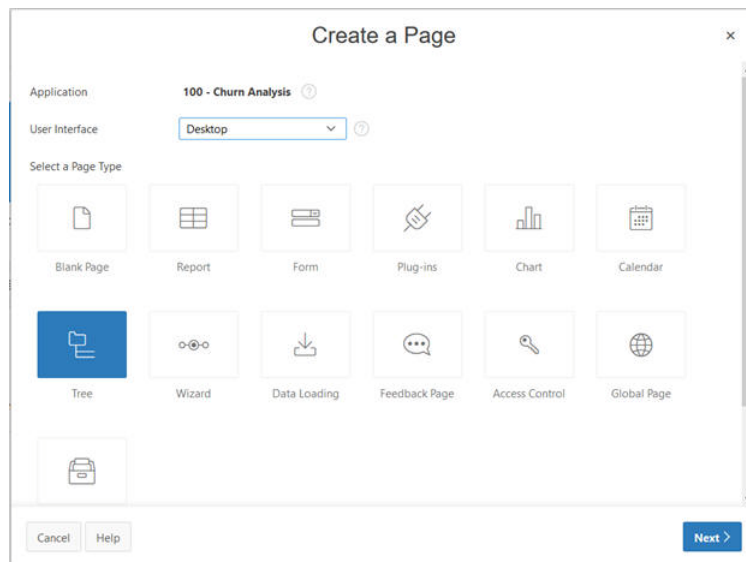 Create a Page
Application 100 - Churn Analysis ?
User Interface Desktop ?
Select a Page Type
Blank Page Report Form Plug-ins Chart Calendar
Tree Wizard Data Loading Feedback Page Access Control Global Page
Cancel Help Next